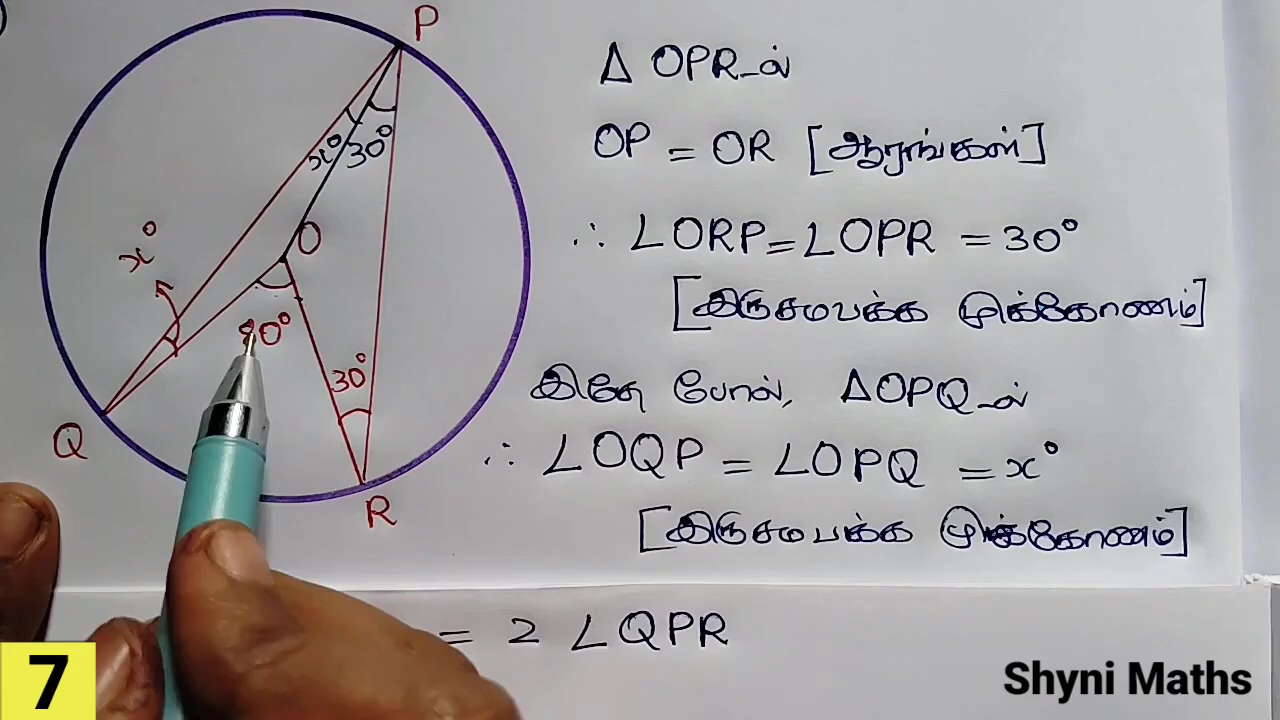 P
x° 30°
O
x°
80°
30°
Q
R
Δ OPR-ல்
OP = OR [ஆரங்கள்]
∴ ∠ORP = ∠OPR = 30°
[இருசமபக்க முக்கோணம்]
இதே போல், ΔOPQ-ல்
∴ ∠OQP = ∠OPQ = x°
[இருசமபக்க முக்கோணம்]
= 2 ∠QPR
7
Shyni Maths